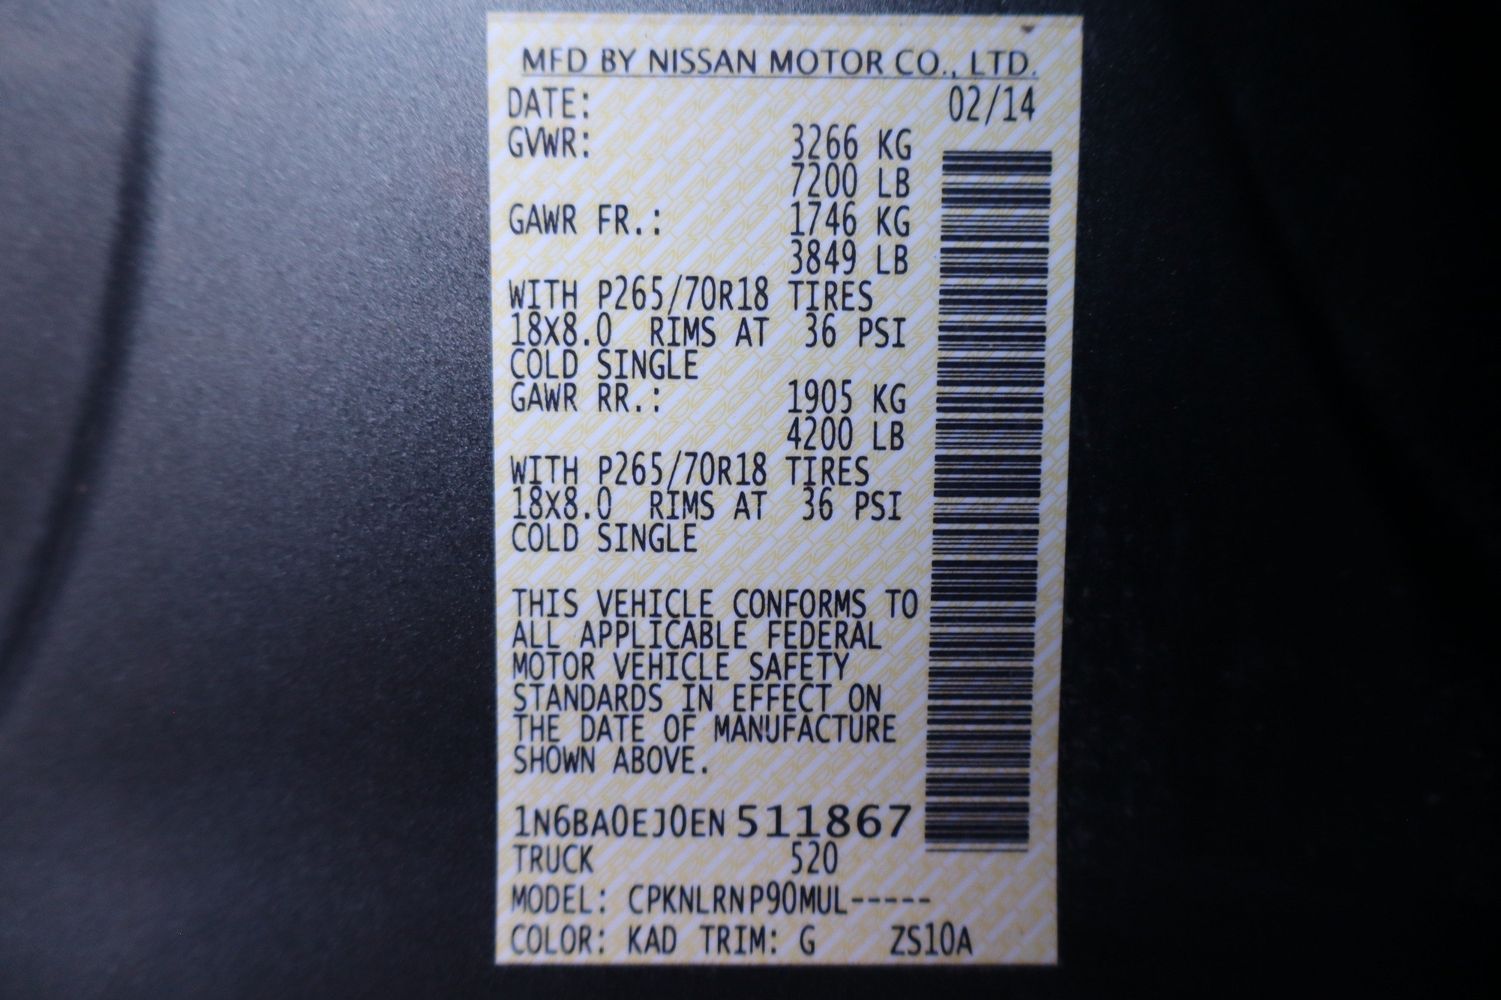 MFD BY NISSAN MOTOR CO., LTD.
DATE: 02/14
GVWR: 3266 KG
7200 LB
GAWR FR.: 1746 KG
3849 LB
WITH P265/70R18 TIRES
18X8.0 RIMS AT 36 PSI
COLD SINGLE
GAWR RR.: 1905 KG
4200 LB
WITH P265/70R18 TIRES
18X8.0 RIMS AT 36 PSI
COLD SINGLE
THIS VEHICLE CONFORMS TO
ALL APPLICABLE FEDERAL
MOTOR VEHICLE SAFETY
STANDARDS IN EFFECT ON
THE DATE OF MANUFACTURE
SHOWN ABOVE.
1N6BA0EJ0EN 511867
TRUCK 520
MODEL: CPKNLRNP90MUL-----
COLOR: KAD TRIM: G ZS10A